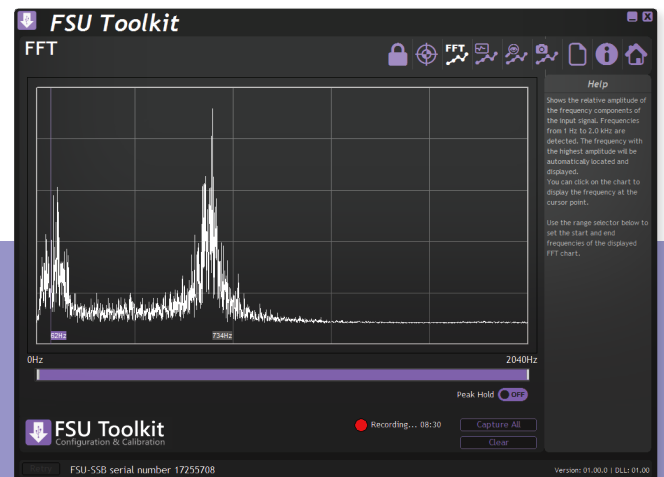 FSU Toolkit
FFT
FFT
Help
Shows the relative amplitude of
the frequency components of
the input signal. Frequencies
from 1 Hz to 2.0 kHz are
detected. The frequency with
the highest amplitude will be
automatically located and
displayed.
You can click on the chart to
display the frequency at the
cursor point.
Use the range selector below to
set the start and end
frequencies of the displayed
FFT chart.
62Hz
734Hz
0Hz
2040Hz
Peak Hold OFF
FSU Toolkit
Configuration & Calibration
Recording... 08:30
Capture All
Clear
Retry
FSU-SSB serial number 17255708
Version: 01.00.0 | DLL: 01.00